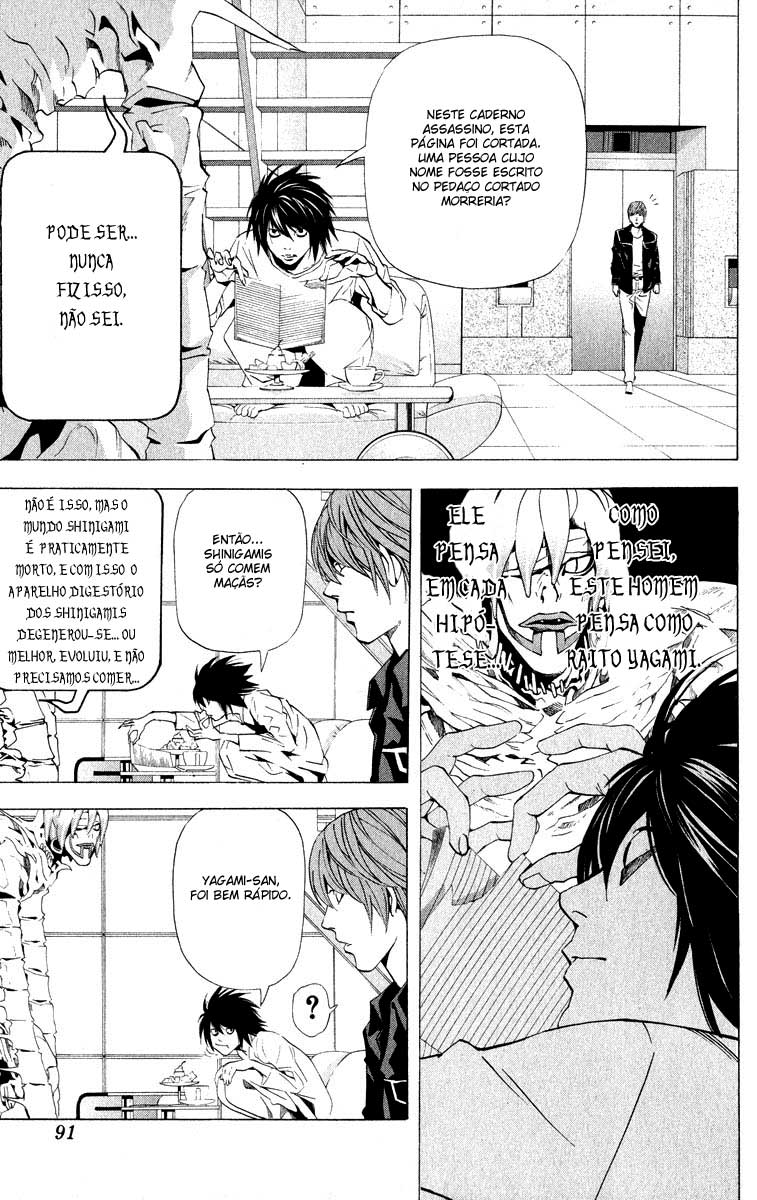 NESTE CADERNO
ASSASSINO, ESTA
PÁGINA FOI CORTADA.
UMA PESSOA CUJO
NOME FOSSE ESCRITO
NO PEDAÇO CORTADO
MORRERIA?
PODE SER...
NUNCA
FIZ ISSO,
NÃO SEI.
COMO
PENSEI,
ESTE HOMEM
PENSA COMO
RAITO YAGAMI.
ELE
PENSA
EM CADA
HIPÓ-
TESE...
ENTÃO...
SHINIGAMIS
SÓ COMEM
MAÇÃS?
NÃO É ISSO, MAS O
MUNDO SHINIGAMI
É PRATICAMENTE
MORTO, E COM ISSO O
APARELHO DIGESTÓRIO
DOS SHINIGAMIS
DEGENEROU-SE... OU
MELHOR, EVOLUIU, E NÃO
PRECISAMOS COMER...
YAGAMI-SAN,
FOI BEM RÁPIDO.
?
91